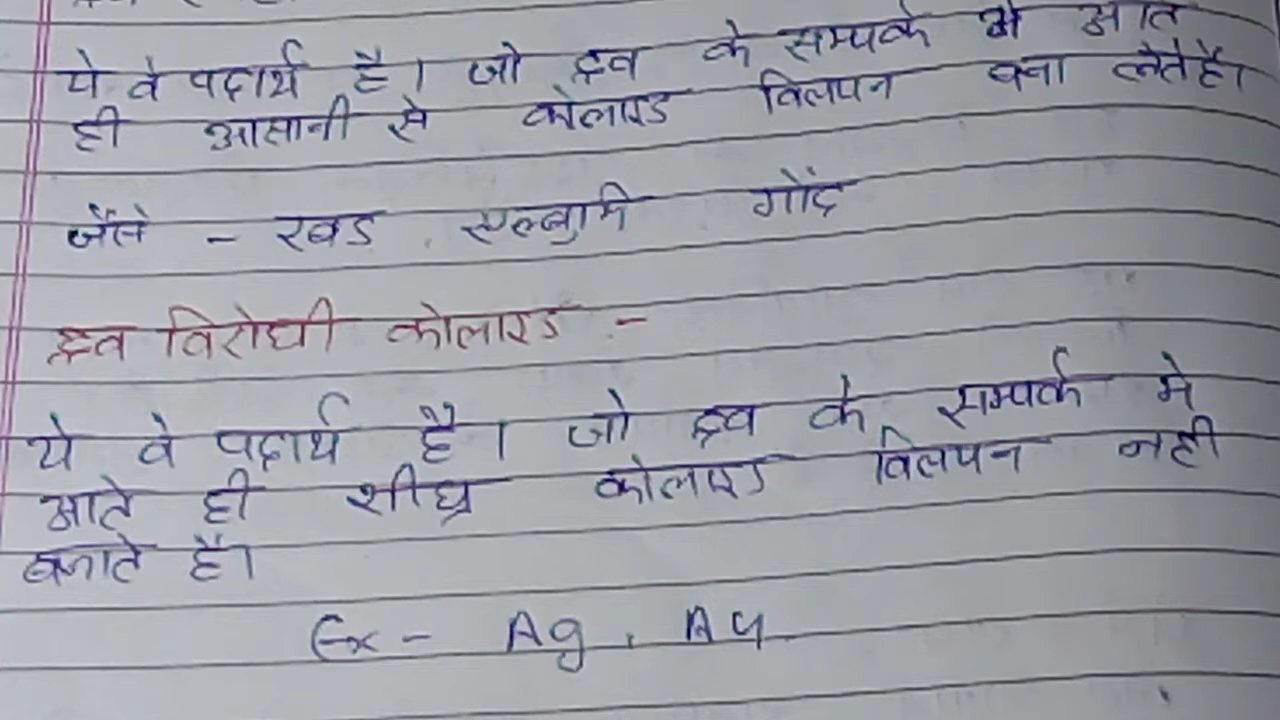 ये वे पदार्थ है। जो द्रव के सम्पर्क मे आते
ही आसानी से कोलाइड विलयन बना लेते है।
जैसे - रबड , एल्बुमि गोंद
द्रव विरोधी कोलाइड -
ये वे पदार्थ है। जो द्रव के सम्पर्क मे
आते ही शीघ्र कोलाइड विलयन नही
बनाते है।
Ex - Ag , Au